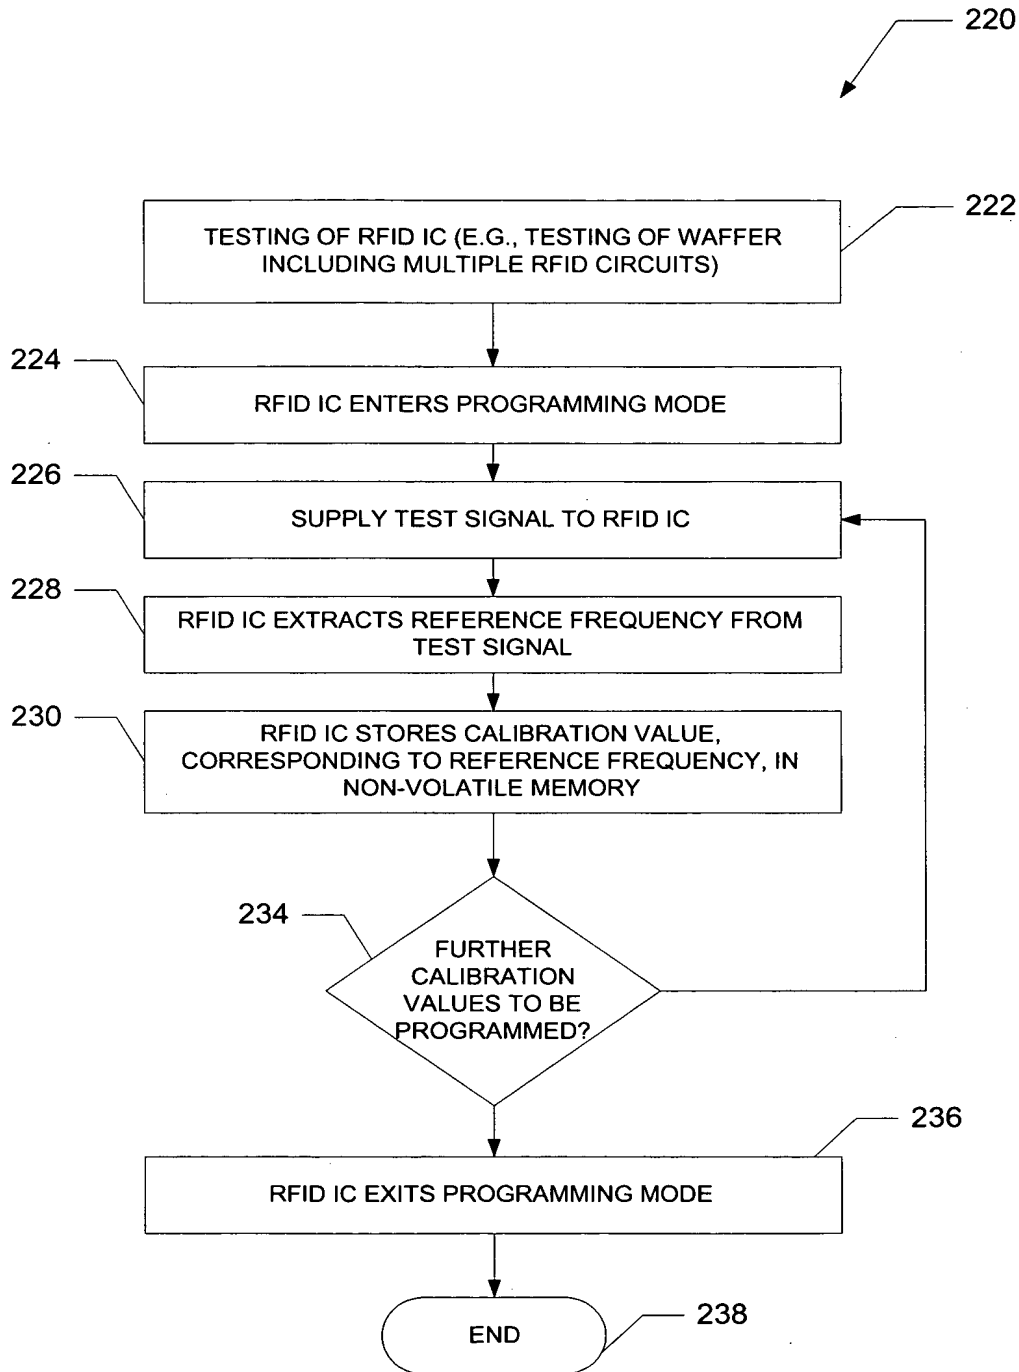 220
222
TESTING OF RFID IC (E.G., TESTING OF WAFFER
INCLUDING MULTIPLE RFID CIRCUITS)
224
RFID IC ENTERS PROGRAMMING MODE
226
SUPPLY TEST SIGNAL TO RFID IC
228
RFID IC EXTRACTS REFERENCE FREQUENCY FROM
TEST SIGNAL
230
RFID IC STORES CALIBRATION VALUE,
CORRESPONDING TO REFERENCE FREQUENCY, IN
NON-VOLATILE MEMORY
234
FURTHER
CALIBRATION
VALUES TO BE
PROGRAMMED?
236
RFID IC EXITS PROGRAMMING MODE
238
END